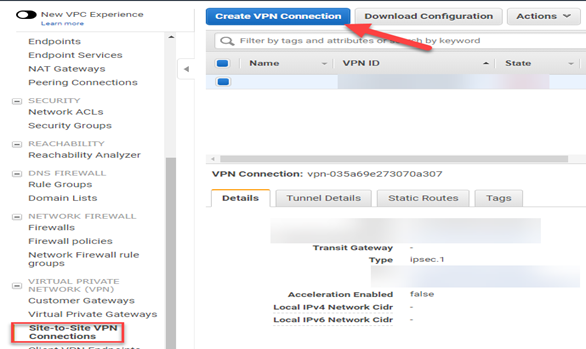 New VPC Experience
Learn more
Endpoints
Endpoint Services
NAT Gateways
Peering Connections
SECURITY
Network ACLs
Security Groups
REACHABILITY
Reachability Analyzer
DNS FIREWALL
Rule Groups
Domain Lists
NETWORK FIREWALL
Firewalls
Firewall policies
Network Firewall rule
groups
VIRTUAL PRIVATE
NETWORK (VPN)
Customer Gateways
Virtual Private Gateways
Site-to-Site VPN
Connections
Client VPN Endpoints
Create VPN Connection
Download Configuration
Actions
Filter by tags and attributes or search by keyword
Name
VPN ID
State
VPN Connection: vpn-035a69e273070a307
Details
Tunnel Details
Static Routes
Tags
Transit Gateway -
Type ipsec.1
Acceleration Enabled false
Local IPv4 Network Cidr -
Local IPv6 Network Cidr -